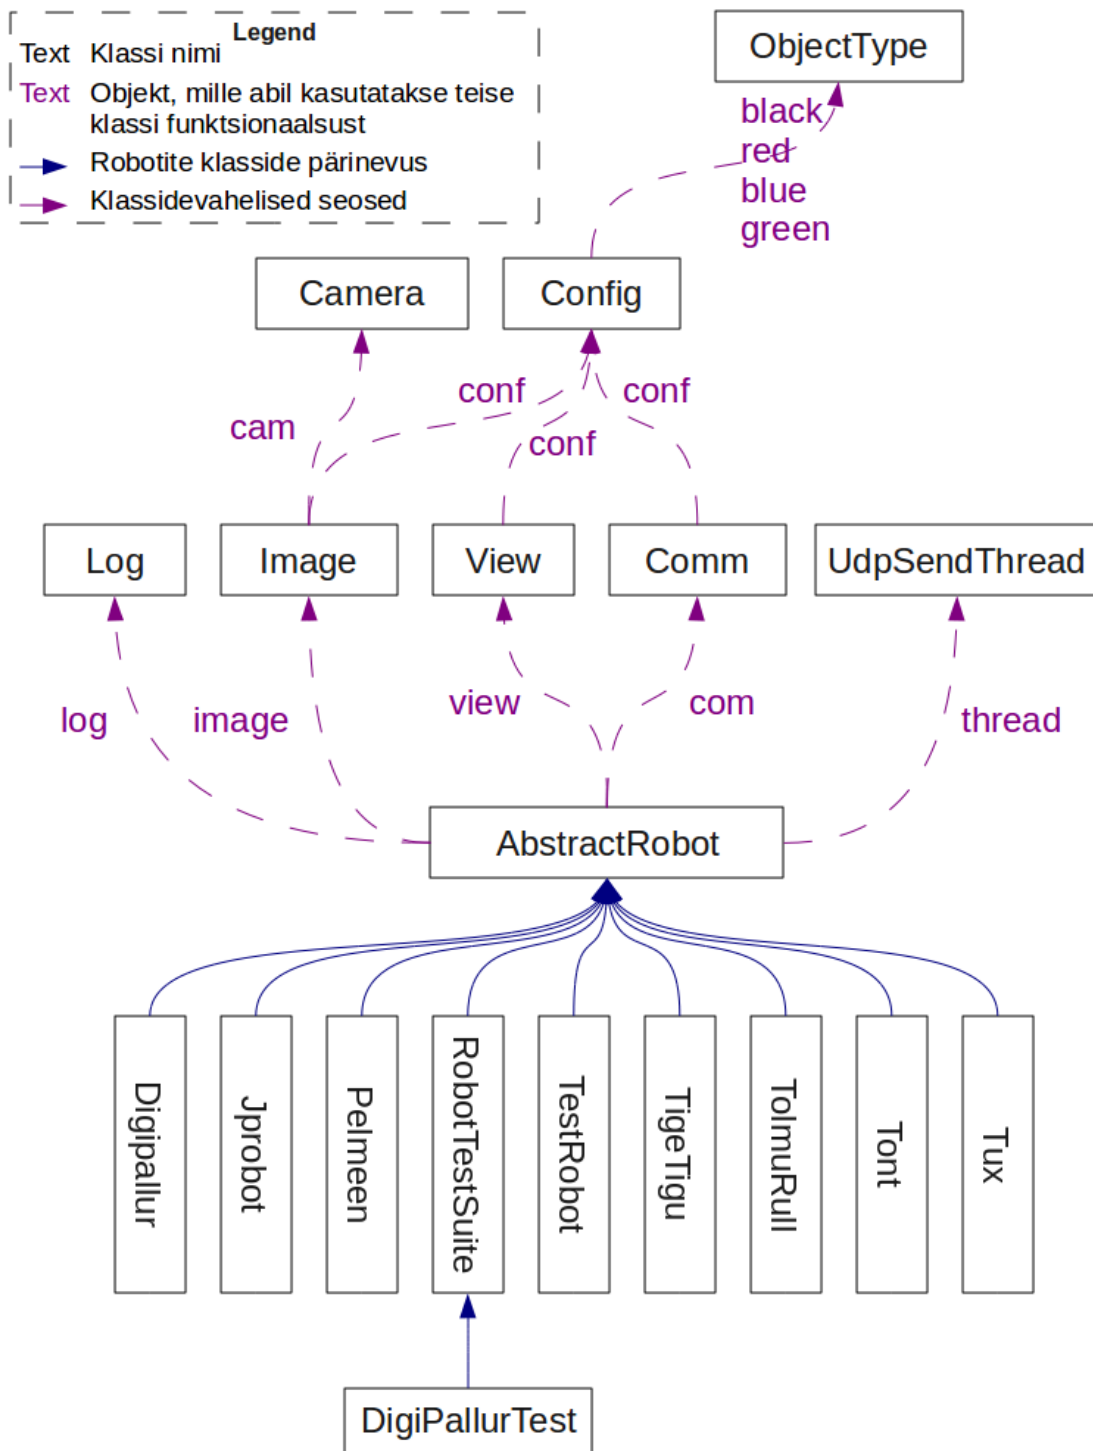 Legend
Text Klassi nimi
Text Objekt, mille abil kasutatakse teise
klassi funktsionaalsust
Robotite klasside pärinevus
Klassidevahelised seosed
ObjectType
black
red
blue
green
Camera
Config
conf
conf
cam
conf
Log
Image
View
Comm
UdpSendThread
log
image
view
com
thread
AbstractRobot
Digipallur
Jprobot
Pelmeen
RobotTestSuite
TestRobot
TigeTigu
TolmuRull
Tont
Tux
DigiPallurTest